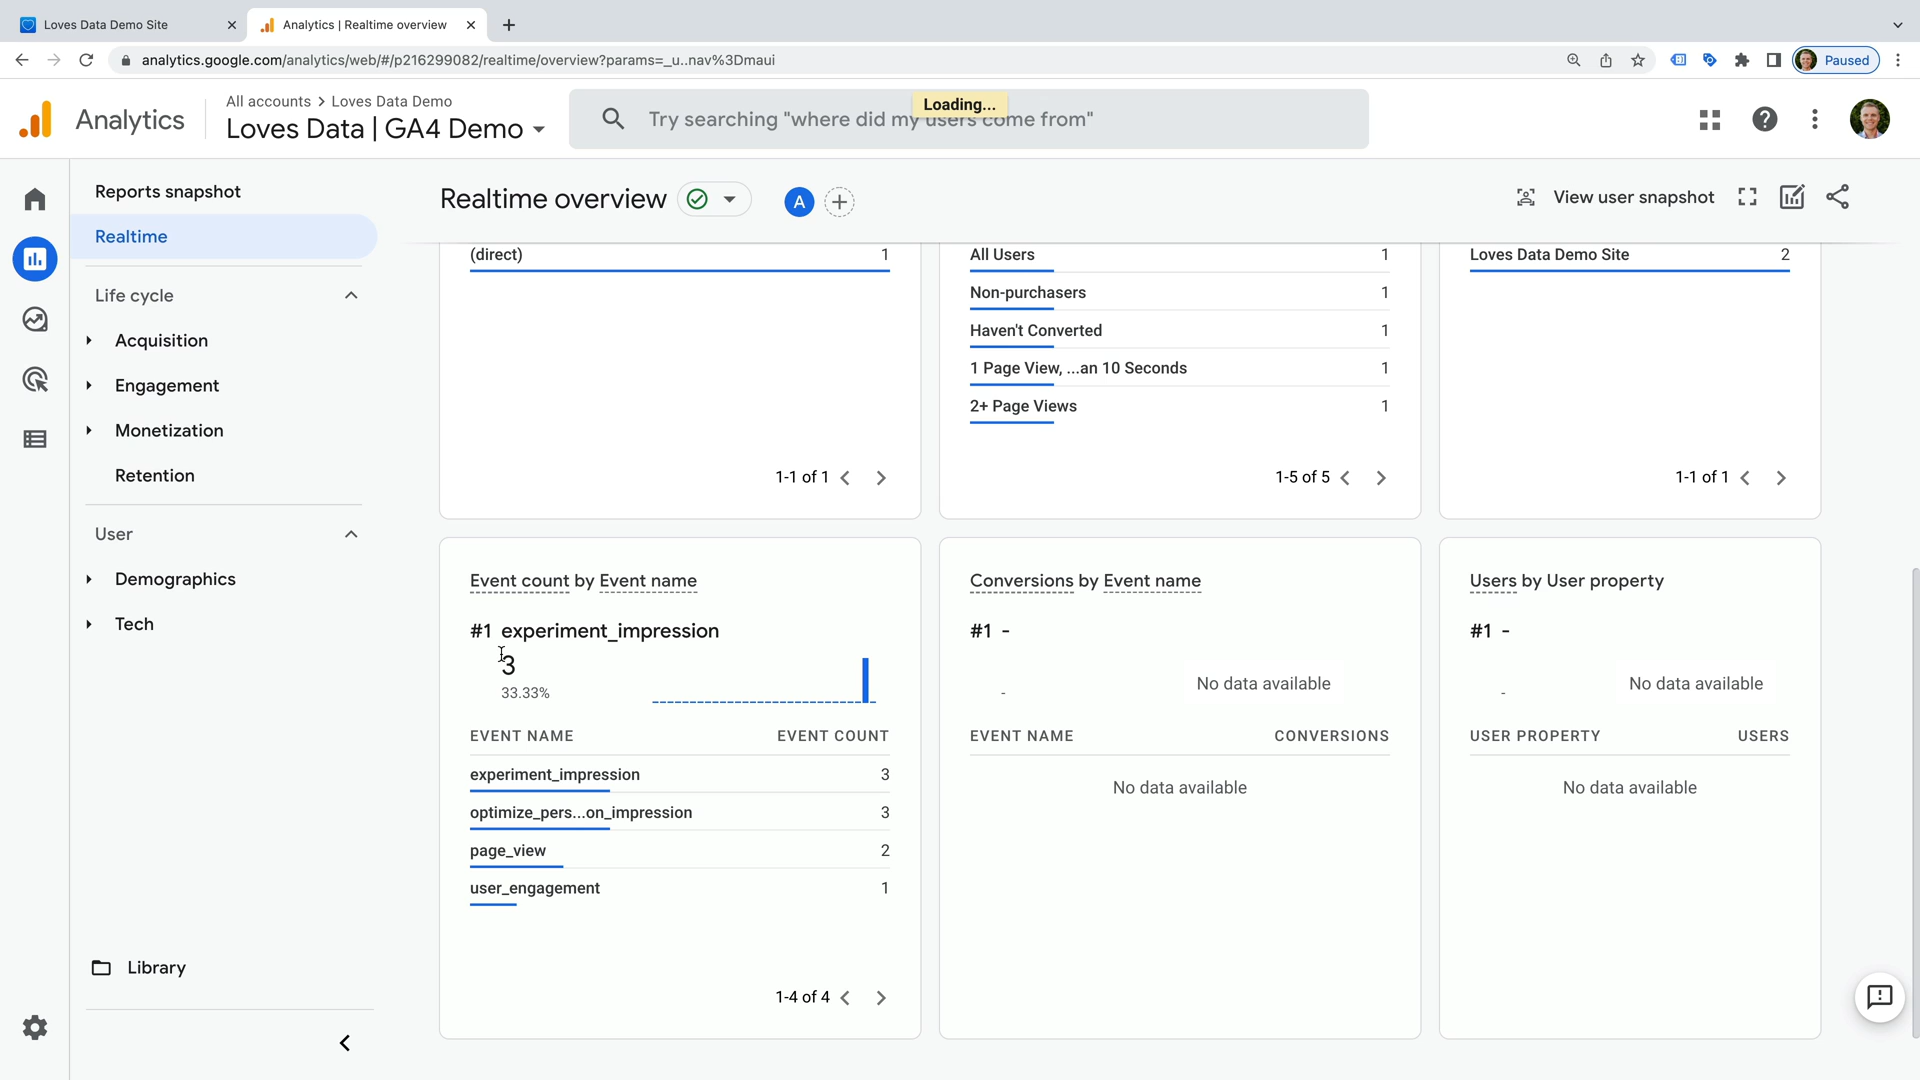 Loves Data Demo Site
Analytics | Realtime overview
analytics.google.com/analytics/web/#/p216299082/realtime/overview?params=_u..nav%3Dmaui
Paused
Analytics
All accounts > Loves Data Demo
Loves Data | GA4 Demo
Try searching "where did my users come from"
Loading...
Reports snapshot
Realtime
Life cycle
Acquisition
Engagement
Monetization
Retention
User
Demographics
Tech
Library
Realtime overview
A
View user snapshot
(direct) 1
1-1 of 1
All Users 1
Non-purchasers 1
Haven't Converted 1
1 Page View, ...an 10 Seconds 1
2+ Page Views 1
1-5 of 5
Loves Data Demo Site 2
1-1 of 1
Event count by Event name
#1 experiment_impression
3
33.33%
EVENT NAME EVENT COUNT
experiment_impression 3
optimize_pers...on_impression 3
page_view 2
user_engagement 1
1-4 of 4
Conversions by Event name
#1 -
-
No data available
EVENT NAME CONVERSIONS
No data available
Users by User property
#1 -
-
No data available
USER PROPERTY USERS
No data available